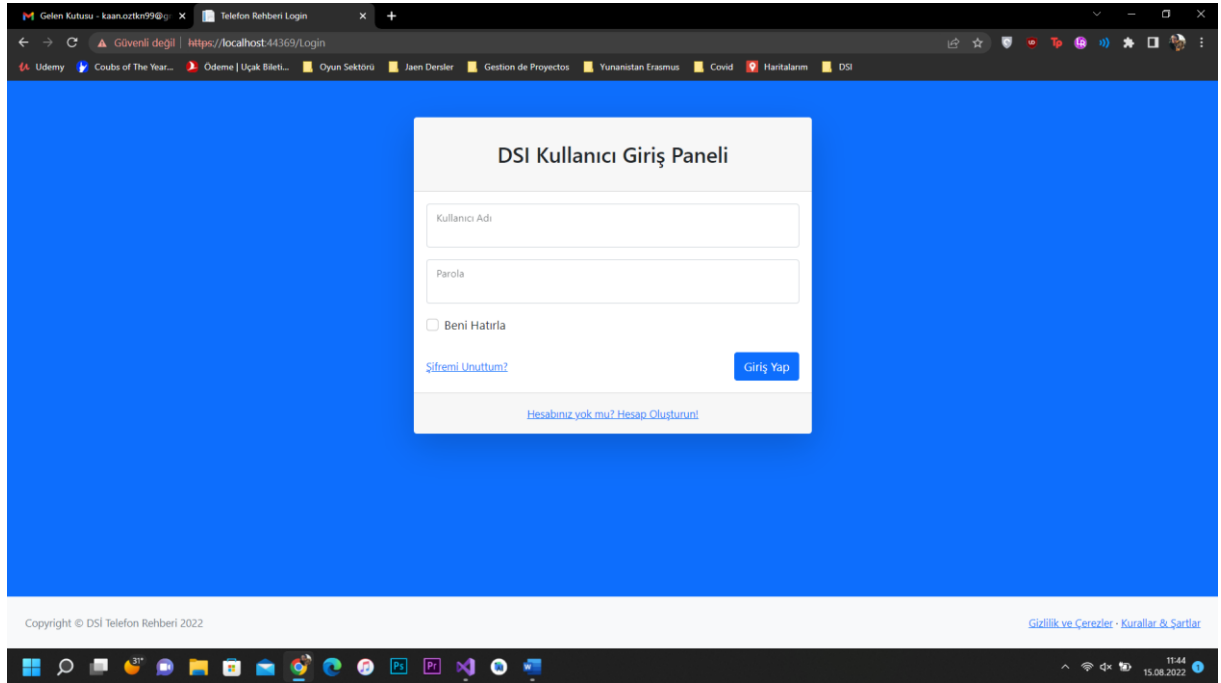 Gelen Kutusu - kaan.oztkn99@g
Telefon Rehberi Login
Güvenli değil
https://localhost:44369/Login
Udemy
Coubs of The Year...
Ödeme | Uçak Bileti...
Oyun Sektörü
Jaen Dersler
Gestion de Proyectos
Yunanistan Erasmus
Covid
Haritalarım
DSI
DSI Kullanıcı Giriş Paneli
Kullanıcı Adı
Parola
Beni Hatırla
Şifremi Unuttum?
Giriş Yap
Hesabınız yok mu? Hesap Oluşturun!
Copyright © DSİ Telefon Rehberi 2022
Gizlilik ve Çerezler · Kurallar & Şartlar
31°
Ps
Pr
11:44
15.08.2022
1